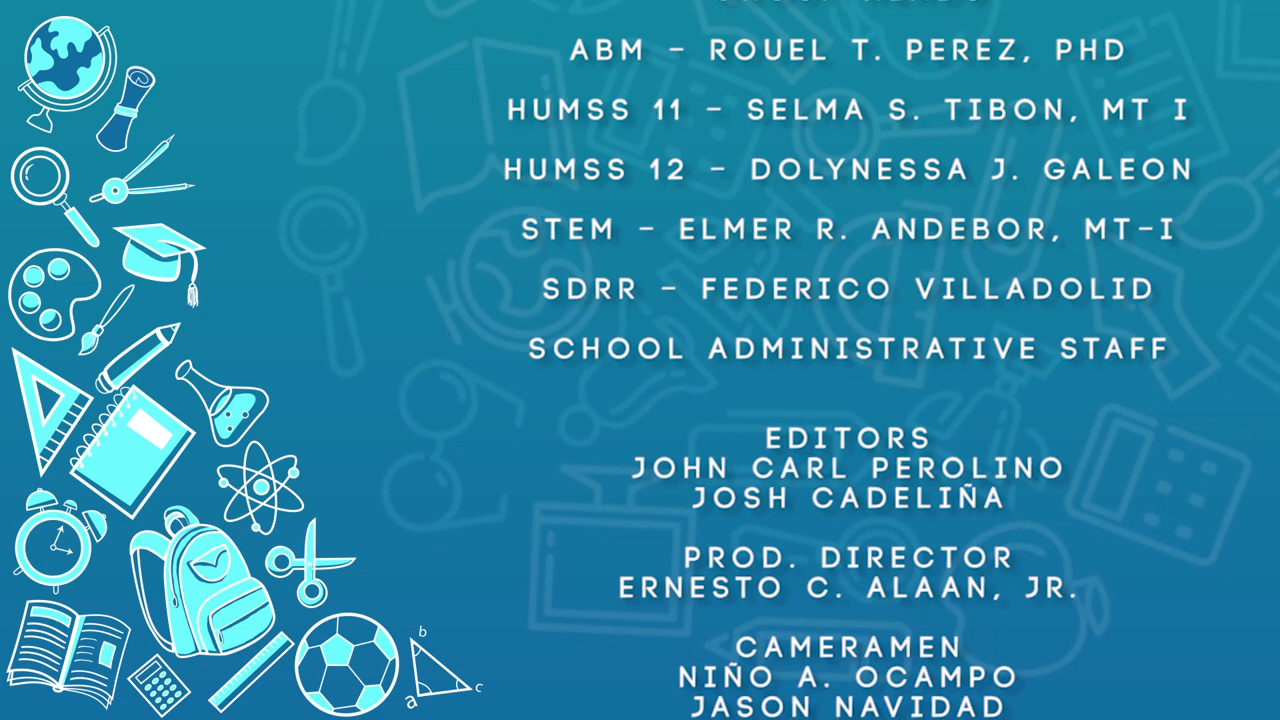 ABM - ROUEL T. PEREZ, PHD
HUMSS 11 - SELMA S. TIBON, MT I
HUMSS 12 - DOLYNESSA J. GALEON
STEM - ELMER R. ANDEBOR, MT-I
SDRR - FEDERICO VILLADOLID
SCHOOL ADMINISTRATIVE STAFF
EDITORS
JOHN CARL PEROLINO
JOSH CADELIÑA
PROD. DIRECTOR
ERNESTO C. ALAAN, JR.
CAMERAMEN
NIÑO A. OCAMPO
JASON NAVIDAD
b
a
c